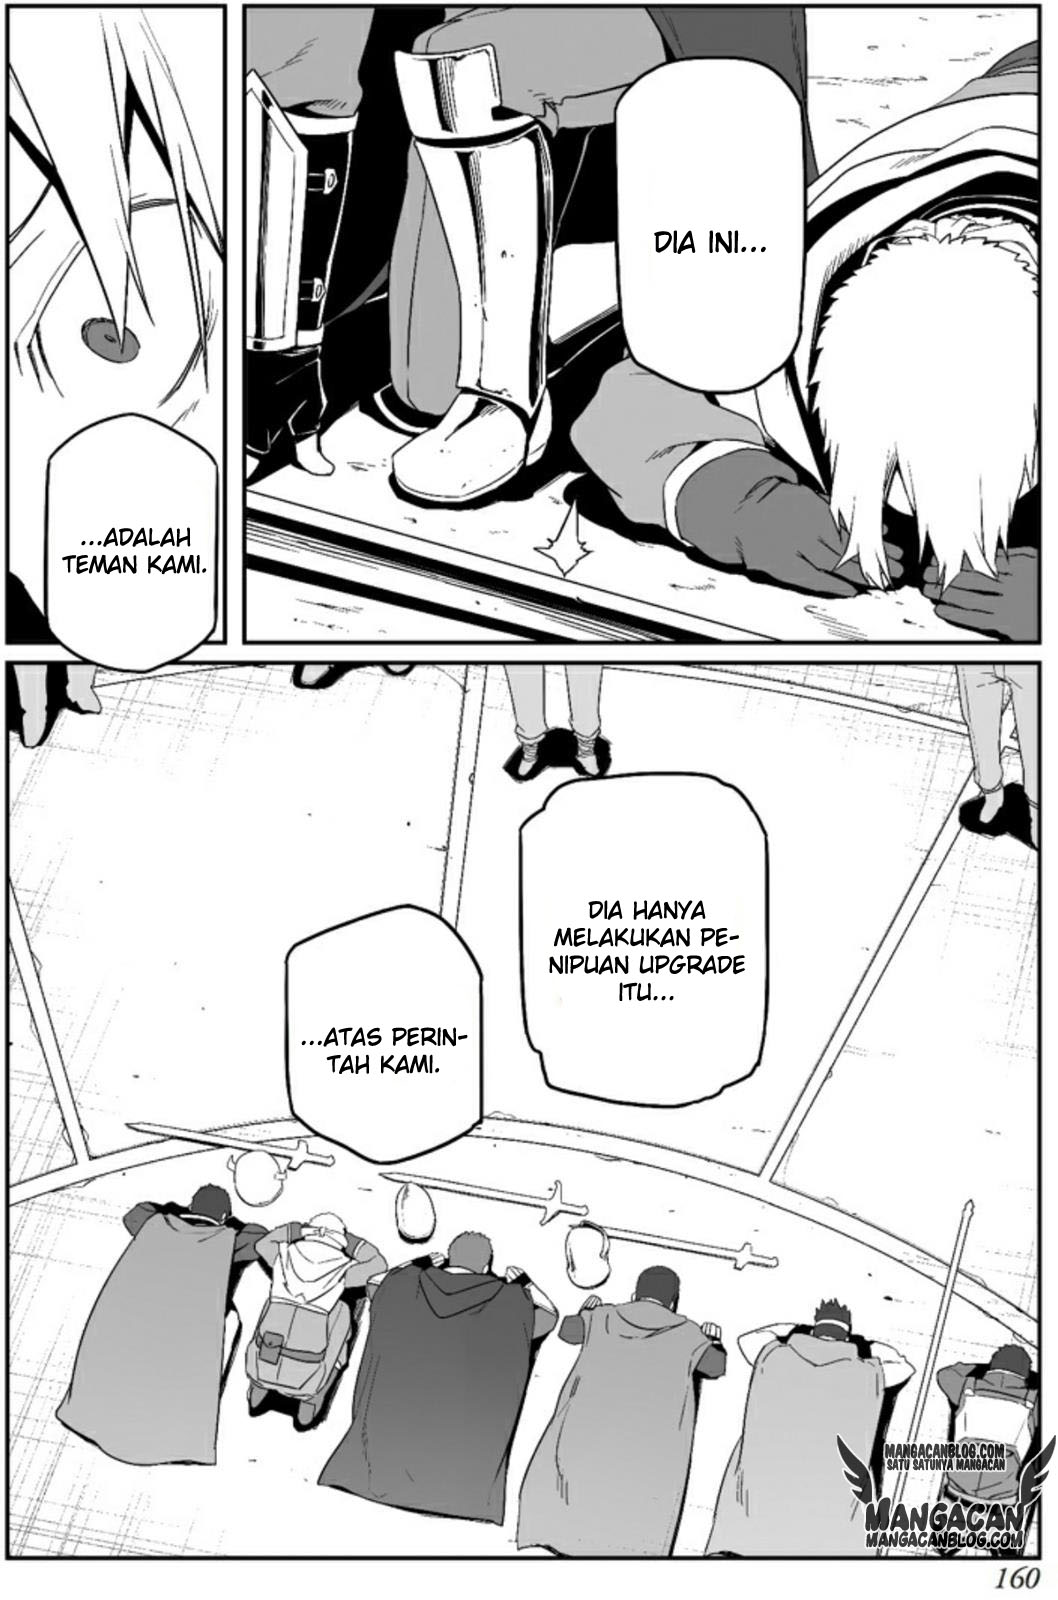 DIA INI...
...ADALAH
TEMAN KAMI.
DIA HANYA
MELAKUKAN PE-
NIPUAN UPGRADE
ITU...
...ATAS PERIN-
TAH KAMI.
MANGACANBLOG.COM
SATU SATUNYA MANGACAN
MANGACAN
MANGACANBLOG.COM
160